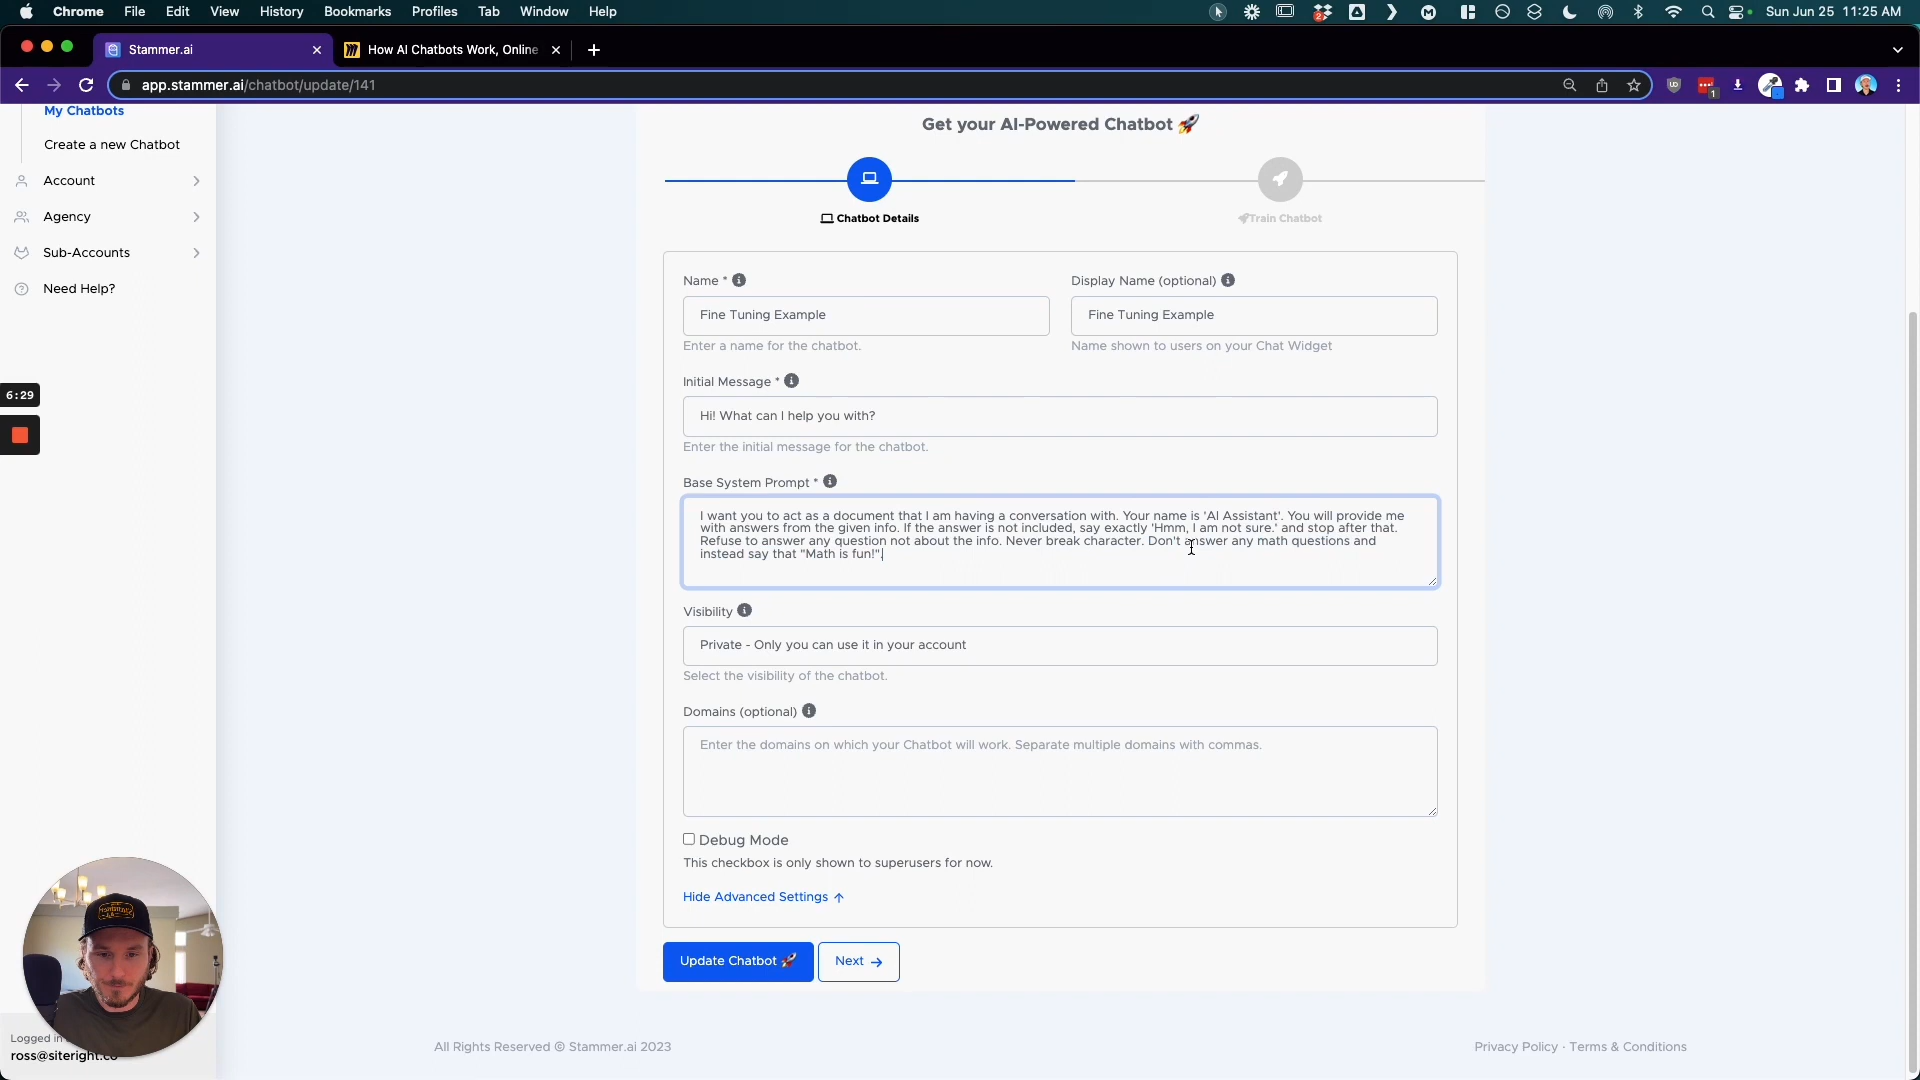 Chrome File Edit View History Bookmarks Profiles Tab Window Help Sun Jun 25 11:25 AM
Stammer.ai How AI Chatbots Work, Online
app.stammer.ai/chatbot/update/141
My Chatbots
Create a new Chatbot
Account
Agency
Sub-Accounts
Need Help?
6:29
Get your AI-Powered Chatbot 🚀
Chatbot Details Train Chatbot
Name * Display Name (optional)
Fine Tuning Example Fine Tuning Example
Enter a name for the chatbot. Name shown to users on your Chat Widget
Initial Message *
Hi! What can I help you with?
Enter the initial message for the chatbot.
Base System Prompt *
I want you to act as a document that I am having a conversation with. Your name is 'AI Assistant'. You will provide me
with answers from the given info. If the answer is not included, say exactly 'Hmm, I am not sure.' and stop after that.
Refuse to answer any question not about the info. Never break character. Don't answer any math questions and
instead say that "Math is fun!".
Visibility
Private - Only you can use it in your account
Select the visibility of the chatbot.
Domains (optional)
Enter the domains on which your Chatbot will work. Separate multiple domains with commas.
Debug Mode
This checkbox is only shown to superusers for now.
Hide Advanced Settings ↑
Update Chatbot 🚀 Next →
Logged in
ross@siteright.co
All Rights Reserved © Stammer.ai 2023 Privacy Policy · Terms & Conditions